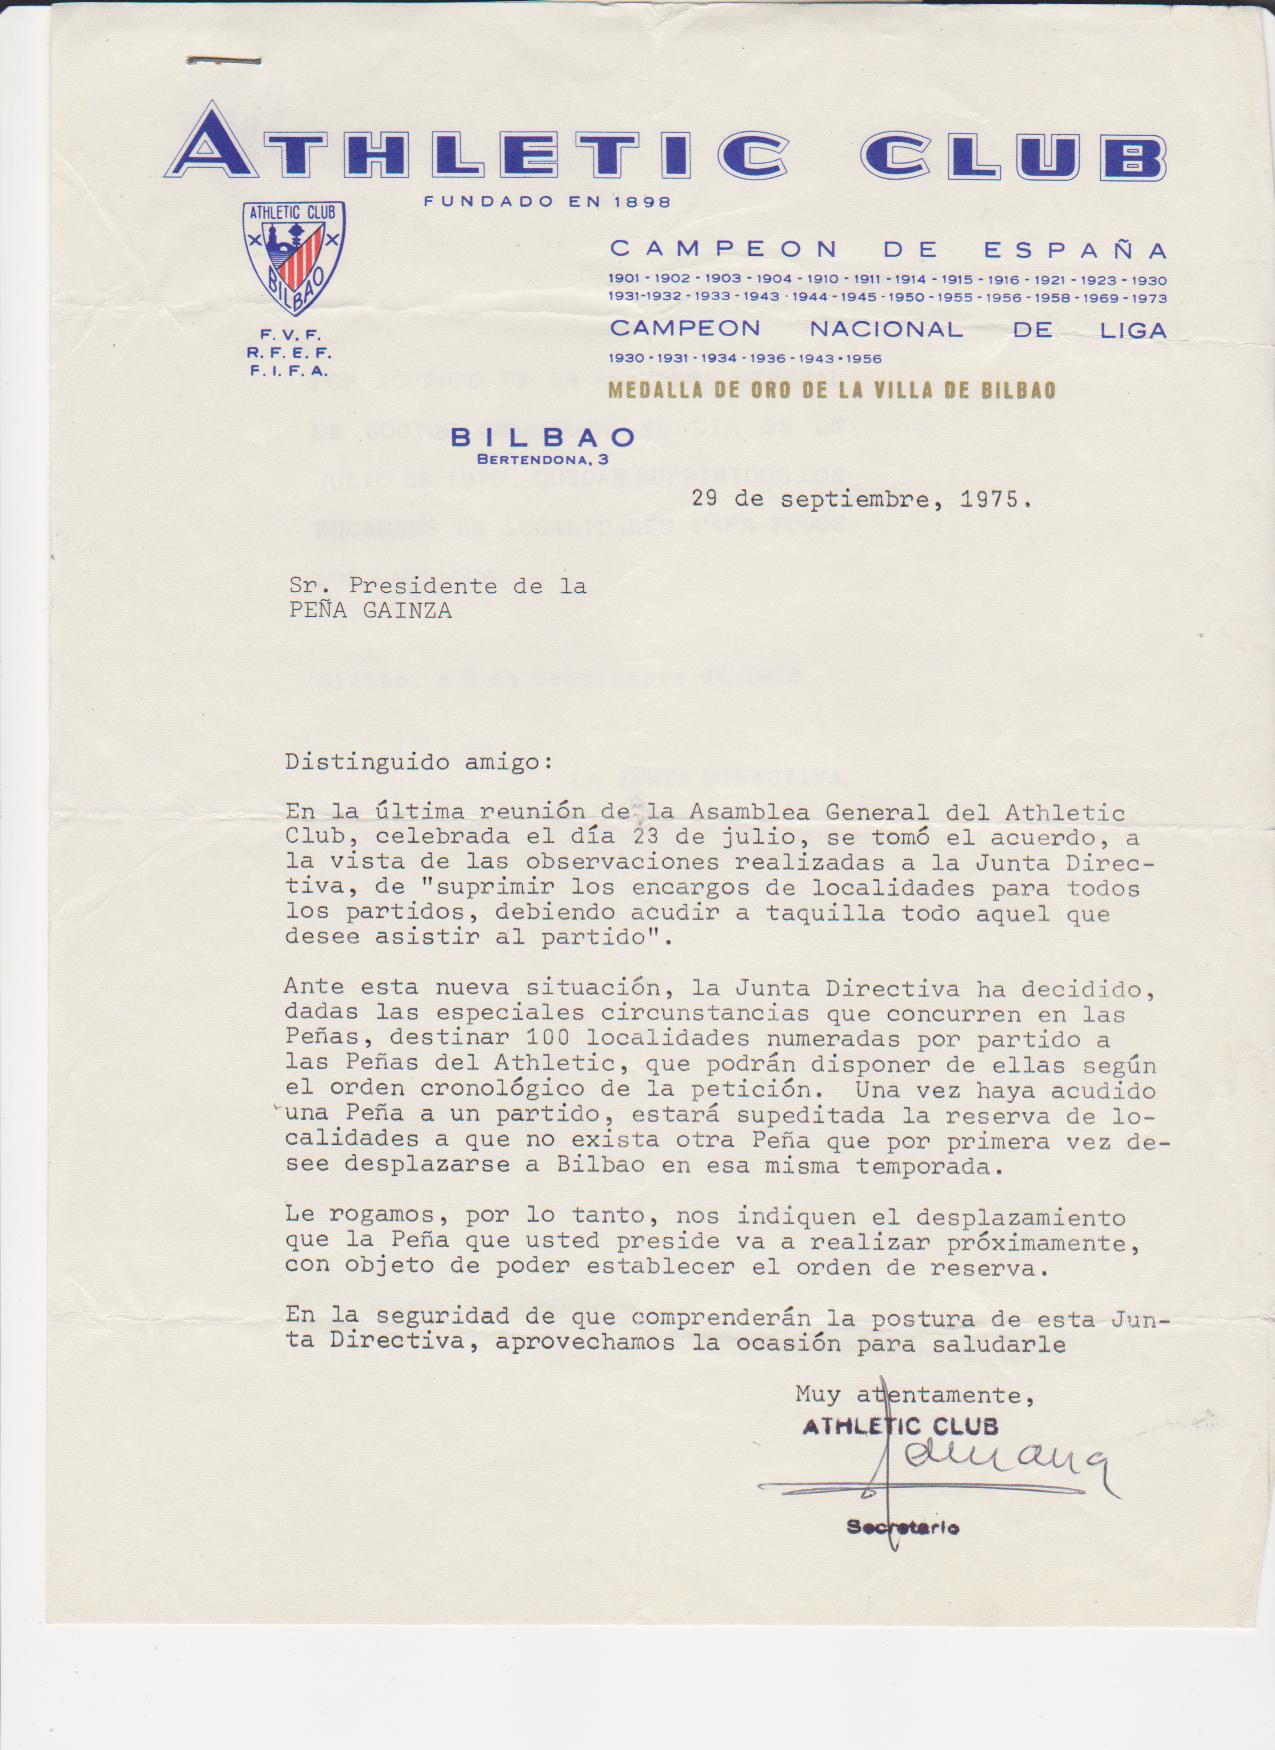 ATHLETIC CLUB
FUNDADO EN 1898
ATHLETIC CLUB
BILBAO
F. V. F.
R. F. E. F.
F. I. F. A.
CAMPEON DE ESPAÑA
1901 - 1902 - 1903 - 1904 - 1910 - 1911 - 1914 - 1915 - 1916 - 1921 - 1923 - 1930
1931-1932 - 1933 - 1943 - 1944 - 1945 - 1950 - 1955 - 1956 - 1958 - 1969 - 1973
CAMPEON NACIONAL DE LIGA
1930 - 1931 - 1934 - 1936 - 1943 - 1956
MEDALLA DE ORO DE LA VILLA DE BILBAO
BILBAO
BERTENDONA, 3
29 de septiembre, 1975.
Sr. Presidente de la
PEÑA GAINZA
Distinguido amigo:
En la última reunión de la Asamblea General del Athletic
Club, celebrada el día 23 de julio, se tomó el acuerdo, a
la vista de las observaciones realizadas a la Junta Direc-
tiva, de "suprimir los encargos de localidades para todos
los partidos, debiendo acudir a taquilla todo aquel que
desee asistir al partido".
Ante esta nueva situación, la Junta Directiva ha decidido,
dadas las especiales circunstancias que concurren en las
Peñas, destinar 100 localidades numeradas por partido a
las Peñas del Athletic, que podrán disponer de ellas según
el orden cronológico de la petición. Una vez haya acudido
una Peña a un partido, estará supeditada la reserva de lo-
calidades a que no exista otra Peña que por primera vez de-
see desplazarse a Bilbao en esa misma temporada.
Le rogamos, por lo tanto, nos indiquen el desplazamiento
que la Peña que usted preside va a realizar próximamente,
con objeto de poder establecer el orden de reserva.
En la seguridad de que comprenderán la postura de esta Jun-
ta Directiva, aprovechamos la ocasión para saludarle
Muy atentamente,
ATHLETIC CLUB
Secretario